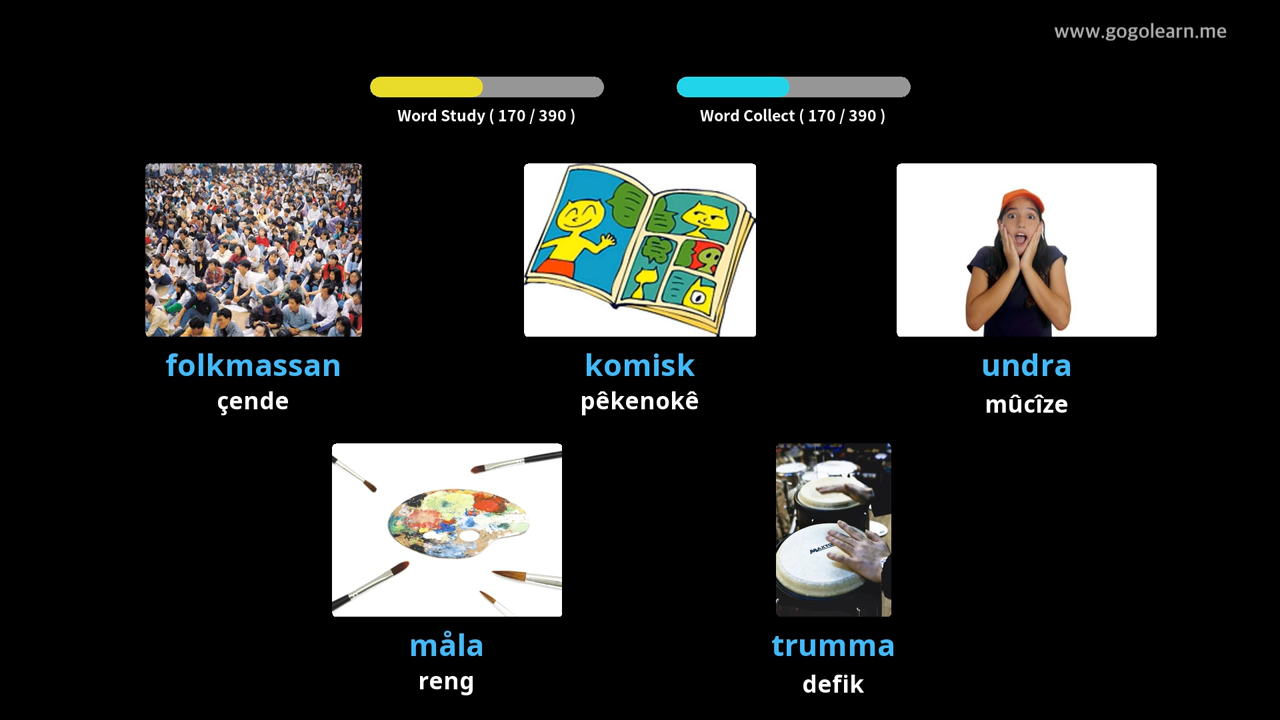 www.gogolearn.me
Word Study ( 170 / 390 )
Word Collect ( 170 / 390 )
folkmassan
çende
komisk
pêkenokê
undra
mûcîze
måla
reng
trumma
defik